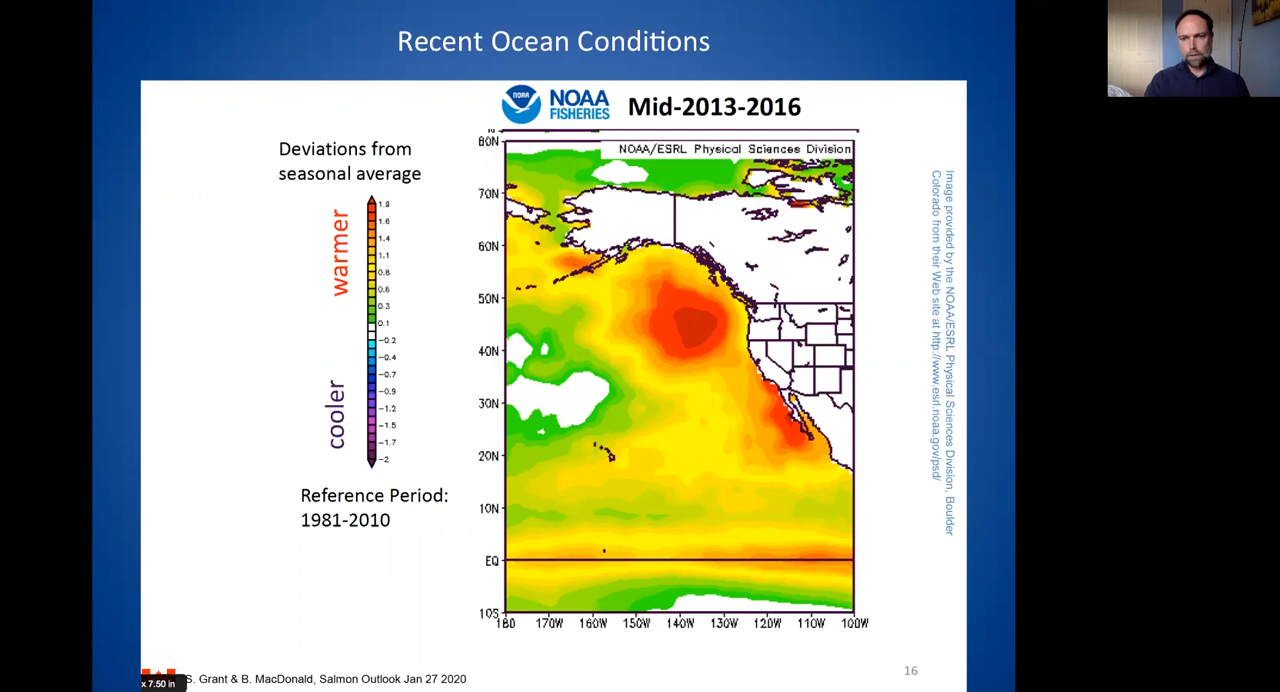 Recent Ocean Conditions
NOAA
NOAA
FISHERIES
Mid-2013-2016
Deviations from
seasonal average
warmer
cooler
1.6
1.4
1.1
0.8
0.6
0.3
0.1
-0.2
-0.4
-0.7
-0.9
-1.2
-1.5
-1.7
-2
Reference Period:
1981-2010
NOAA/ESRL Physical Sciences Division
80N
70N
60N
50N
40N
30N
20N
10N
EQ
10S
180
170W
160W
150W
140W
130W
120W
110W
100W
Image provided by the NOAA/ESRL Physical Sciences Division, Boulder
Colorado from their Web site at http://www.esrl.noaa.gov/psd/
S. Grant & B. MacDonald, Salmon Outlook Jan 27 2020
x 7.50 in
16